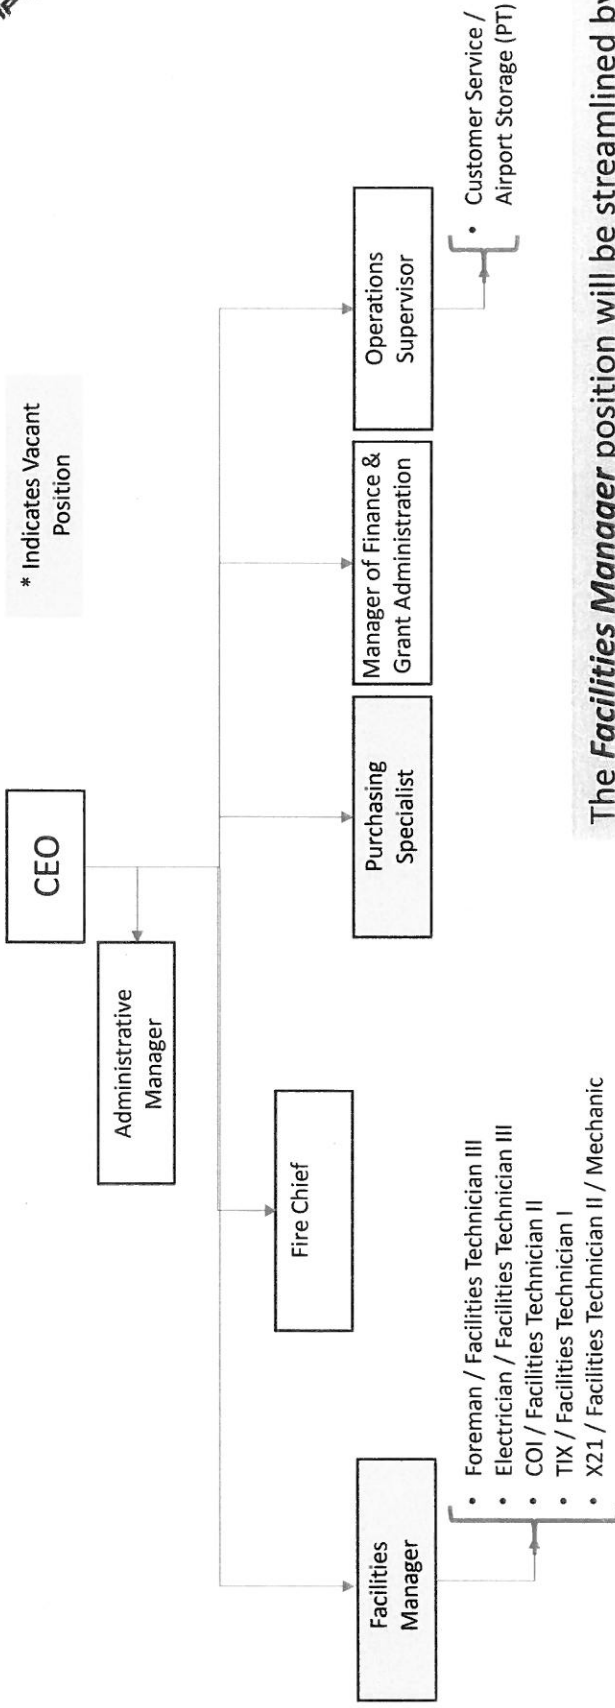 * Indicates Vacant
Position
CEO
Administrative
Manager
Fire Chief
Facilities
Manager
Purchasing
Specialist
Manager of Finance &
Grant Administration
Operations
Supervisor
• Foreman / Facilities Technician III
• Electrician / Facilities Technician III
• COI / Facilities Technician II
• TIX / Facilities Technician I
• X21 / Facilities Technician II / Mechanic
• Customer Service /
Airport Storage (PT)
The Facilities Manager position will be streamlined by